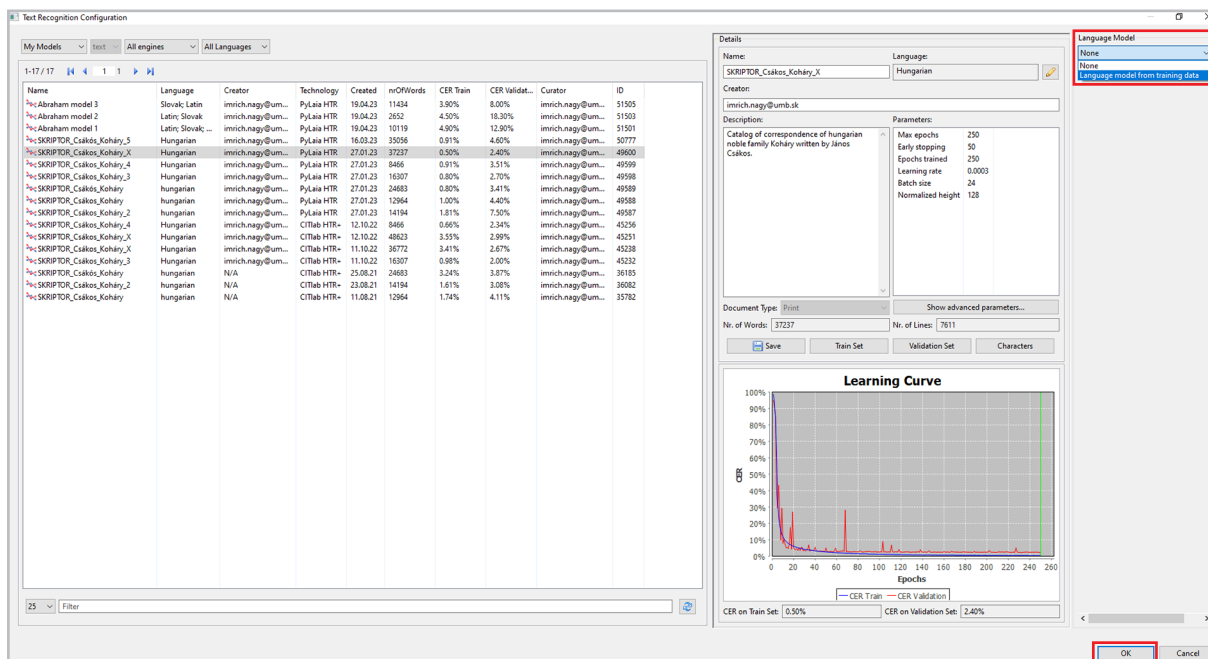 Text Recognition Configuration
My Models text All engines All Languages
1-17 / 17 1 1
Name Language Creator Technology Created nrOfWords CER Train CER Validat... Curator ID
Abraham model 3 Slovak; Latin imrich.nagy@um... PyLaia HTR 19.04.23 11434 3.90% 8.00% imrich.nagy@um... 51505
Abraham model 2 Latin; Slovak imrich.nagy@um... PyLaia HTR 19.04.23 2652 4.50% 18.30% imrich.nagy@um... 51503
Abraham model 1 Latin; Slovak; ... imrich.nagy@um... PyLaia HTR 19.04.23 10119 4.90% 12.90% imrich.nagy@um... 51501
SKRIPTOR_Csákos_Koháry_5 Hungarian imrich.nagy@um... PyLaia HTR 16.03.23 35056 0.91% 4.60% imrich.nagy@um... 50777
SKRIPTOR_Csákos_Koháry_X Hungarian imrich.nagy@um... PyLaia HTR 27.01.23 37237 0.50% 2.40% imrich.nagy@um... 49600
SKRIPTOR_Csákos_Koháry_4 Hungarian imrich.nagy@um... PyLaia HTR 27.01.23 8466 0.91% 3.51% imrich.nagy@um... 49599
SKRIPTOR_Csákos_Koháry_3 Hungarian imrich.nagy@um... PyLaia HTR 27.01.23 16307 0.80% 2.70% imrich.nagy@um... 49598
SKRIPTOR_Csákos_Koháry hungarian imrich.nagy@um... PyLaia HTR 27.01.23 24683 0.80% 3.41% imrich.nagy@um... 49589
SKRIPTOR_Csákos_Koháry hungarian imrich.nagy@um... PyLaia HTR 27.01.23 12964 1.00% 4.40% imrich.nagy@um... 49588
SKRIPTOR_Csákos_Koháry_2 hungarian imrich.nagy@um... PyLaia HTR 27.01.23 14194 1.81% 7.50% imrich.nagy@um... 49587
SKRIPTOR_Csákos_Koháry_4 Hungarian imrich.nagy@um... CITlab HTR+ 12.10.22 8466 0.66% 2.34% imrich.nagy@um... 45256
SKRIPTOR_Csákos_Koháry_X Hungarian imrich.nagy@um... CITlab HTR+ 12.10.22 48623 3.55% 2.99% imrich.nagy@um... 45251
SKRIPTOR_Csákos_Koháry_X Hungarian imrich.nagy@um... CITlab HTR+ 11.10.22 36772 3.41% 2.67% imrich.nagy@um... 45238
SKRIPTOR_Csákos_Koháry_3 Hungarian imrich.nagy@um... CITlab HTR+ 11.10.22 16307 0.98% 2.00% imrich.nagy@um... 45232
SKRIPTOR_Csákós_Koháry hungarian N/A CITlab HTR+ 25.08.21 24683 3.24% 3.87% imrich.nagy@um... 36185
SKRIPTOR_Csákos_Koháry_2 hungarian N/A CITlab HTR+ 23.08.21 14194 1.61% 3.08% imrich.nagy@um... 36082
SKRIPTOR_Csákos_Koháry hungarian N/A CITlab HTR+ 11.08.21 12964 1.74% 4.11% imrich.nagy@um... 35782
25 Filter
Details
Name: Language:
SKRIPTOR_Csákos_Koháry_X Hungarian
Creator:
imrich.nagy@umb.sk
Description: Parameters:
Catalog of correspondence of hungarian
noble family Koháry written by János
Csákos.
Max epochs 250
Early stopping 50
Epochs trained 250
Learning rate 0.0003
Batch size 24
Normalized height 128
Document Type: Print Show advanced parameters...
Nr. of Words: 37237 Nr. of Lines: 7611
Save Train Set Validation Set Characters
Learning Curve
100%
90%
80%
70%
60%
50%
40%
30%
20%
10%
0%
CER
0 20 40 60 80 100 120 140 160 180 200 220 240 260
Epochs
CER Train CER Validation
CER on Train Set: 0.50% CER on Validation Set: 2.40%
Language Model
None
None
Language model from training data
OK Cancel